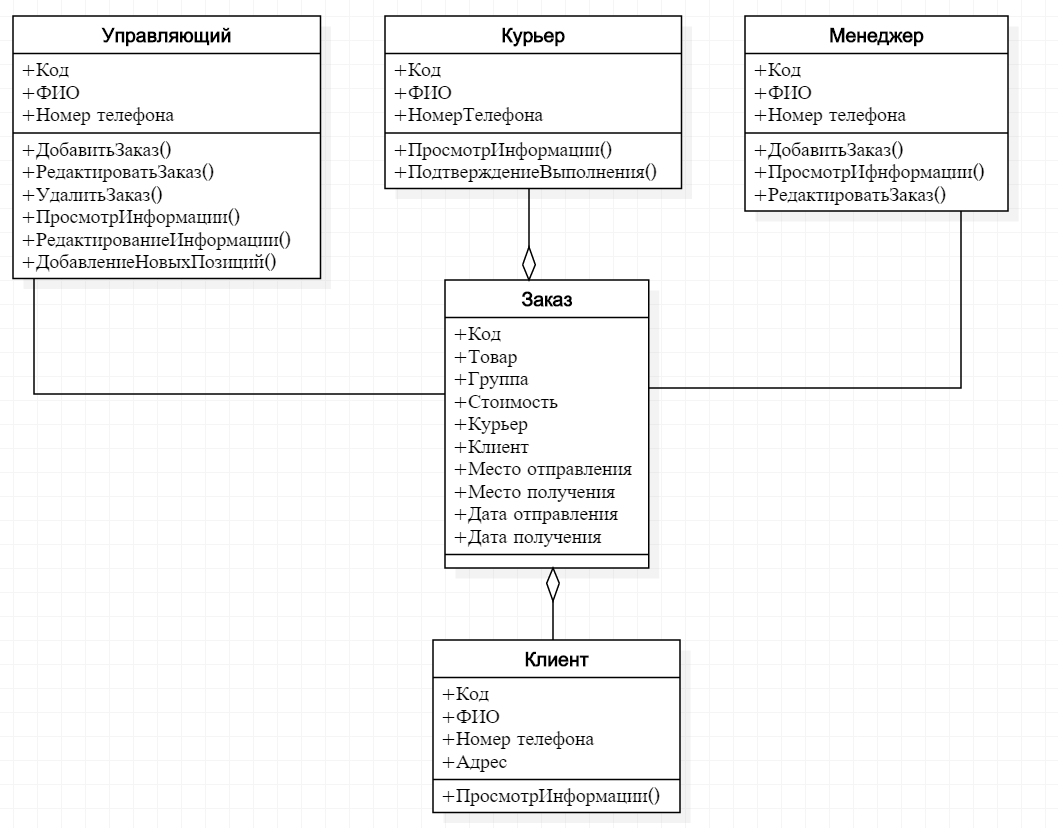 Управляющий
+Код
+ФИО
+Номер телефона
+ДобавитьЗаказ()
+РедактироватьЗаказ()
+УдалитьЗаказ()
+ПросмотрИнформации()
+РедактированиеИнформации()
+ДобавлениеНовыхПозиций()
Курьер
+Код
+ФИО
+НомерТелефона
+ПросмотрИнформации()
+ПодтверждениеВыполнения()
Менеджер
+Код
+ФИО
+Номер телефона
+ДобавитьЗаказ()
+ПросмотрИфнформации()
+РедактироватьЗаказ()
Заказ
+Код
+Товар
+Группа
+Стоимость
+Курьер
+Клиент
+Место отправления
+Место получения
+Дата отправления
+Дата получения
Клиент
+Код
+ФИО
+Номер телефона
+Адрес
+ПросмотрИнформации()